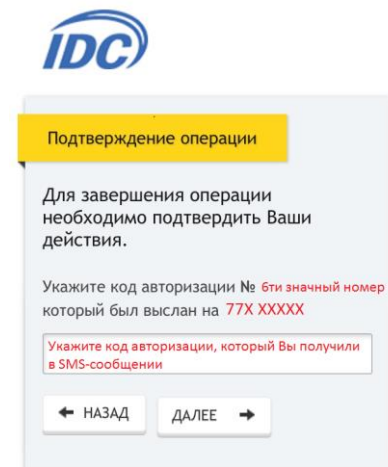 IDC
Подтверждение операции
Для завершения операции
необходимо подтвердить Ваши
действия.
Укажите код авторизации № 6ти значный номер
который был выслан на 77X XXXXX
Укажите код авторизации, который Вы получили
в SMS-сообщении
НАЗАД ДАЛЕЕ